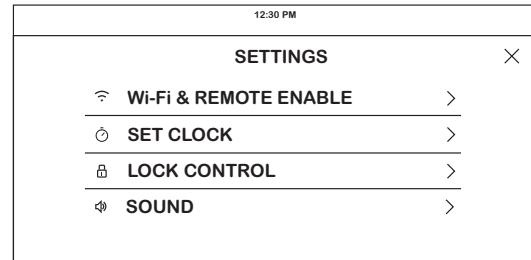 12:30 PM
SETTINGS
Wi-Fi & REMOTE ENABLE
SET CLOCK
LOCK CONTROL
SOUND